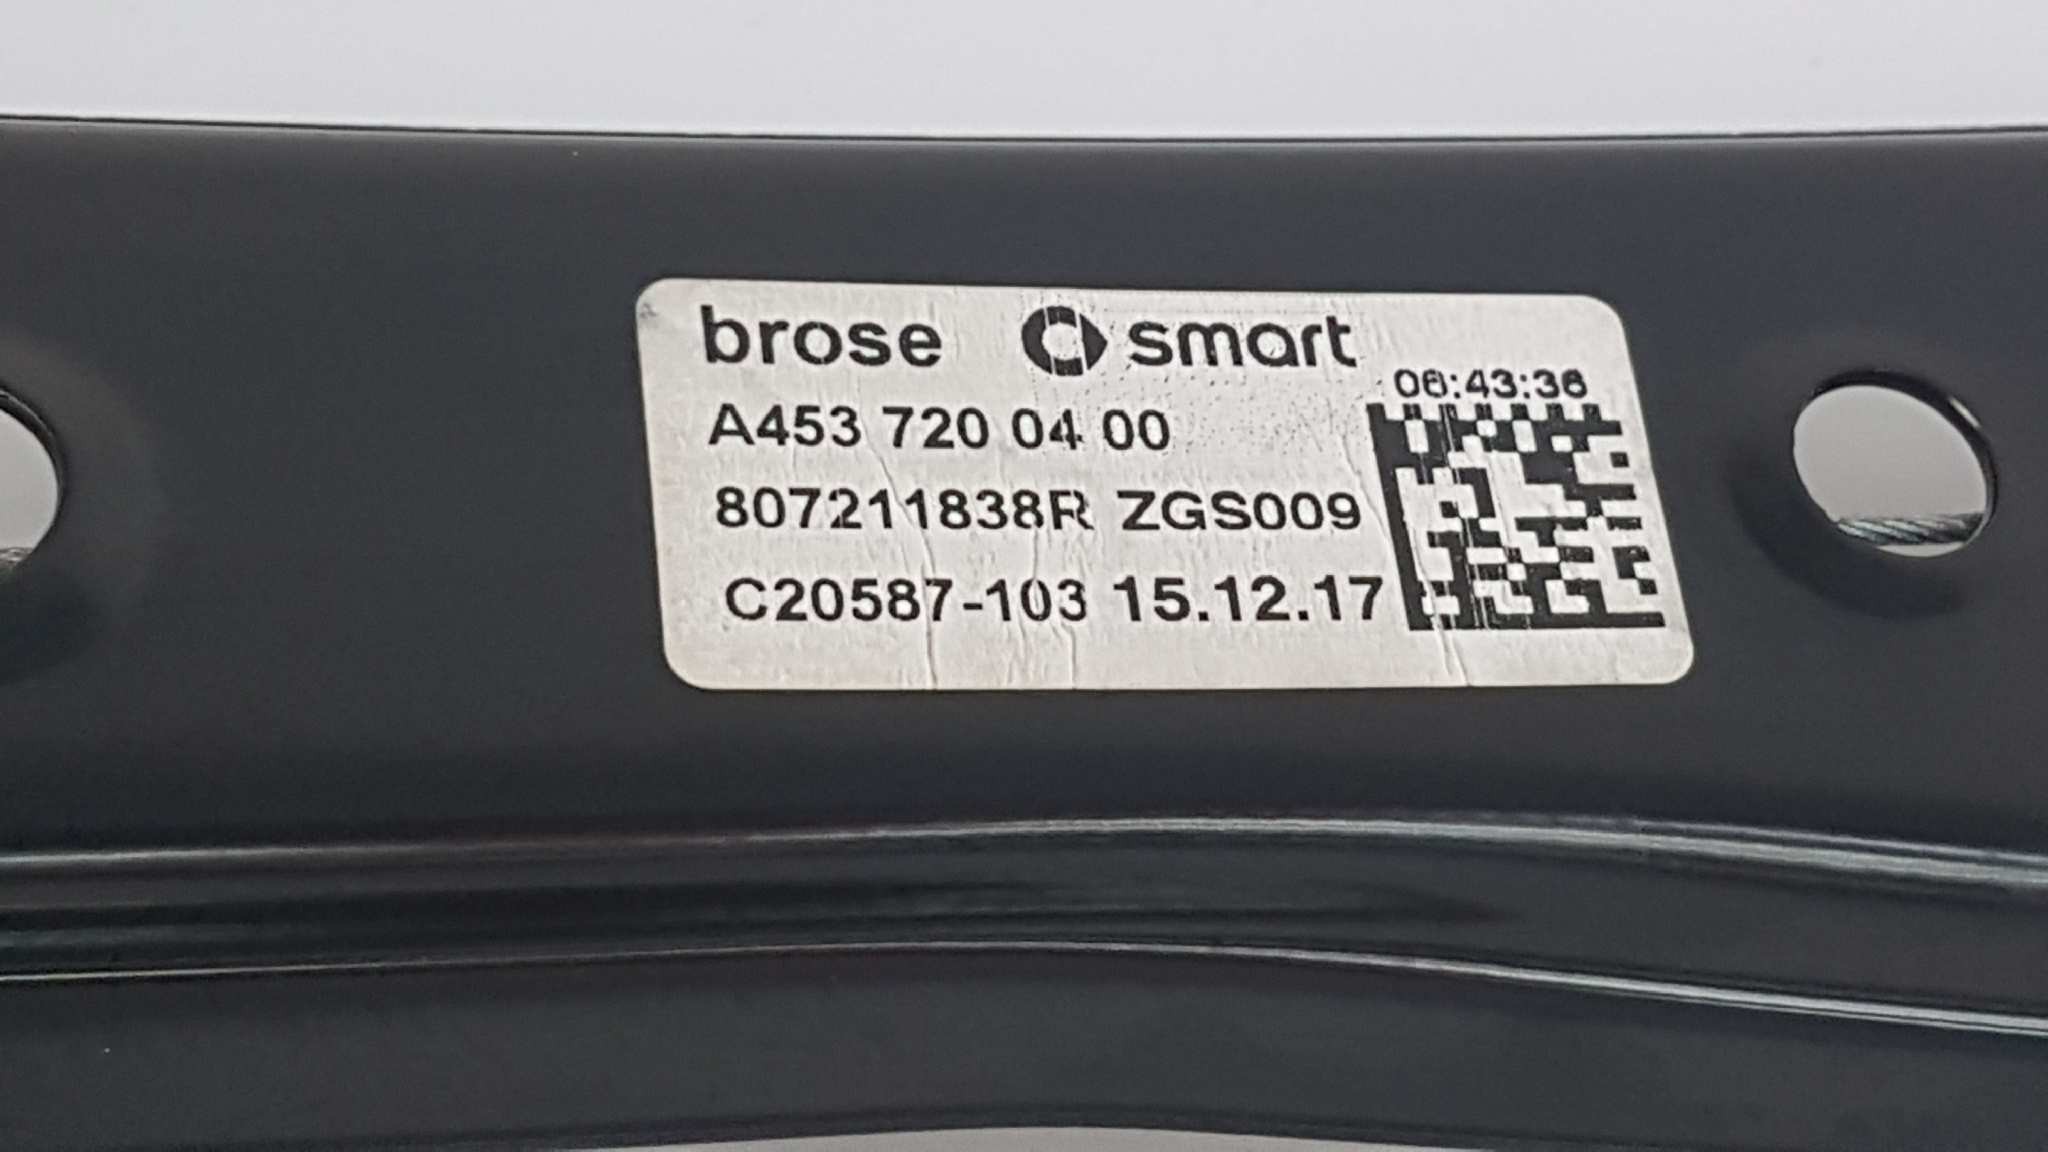 brose smart
06:43:36
A453 720 04 00
807211838R ZGS009
C20587-103 15.12.17